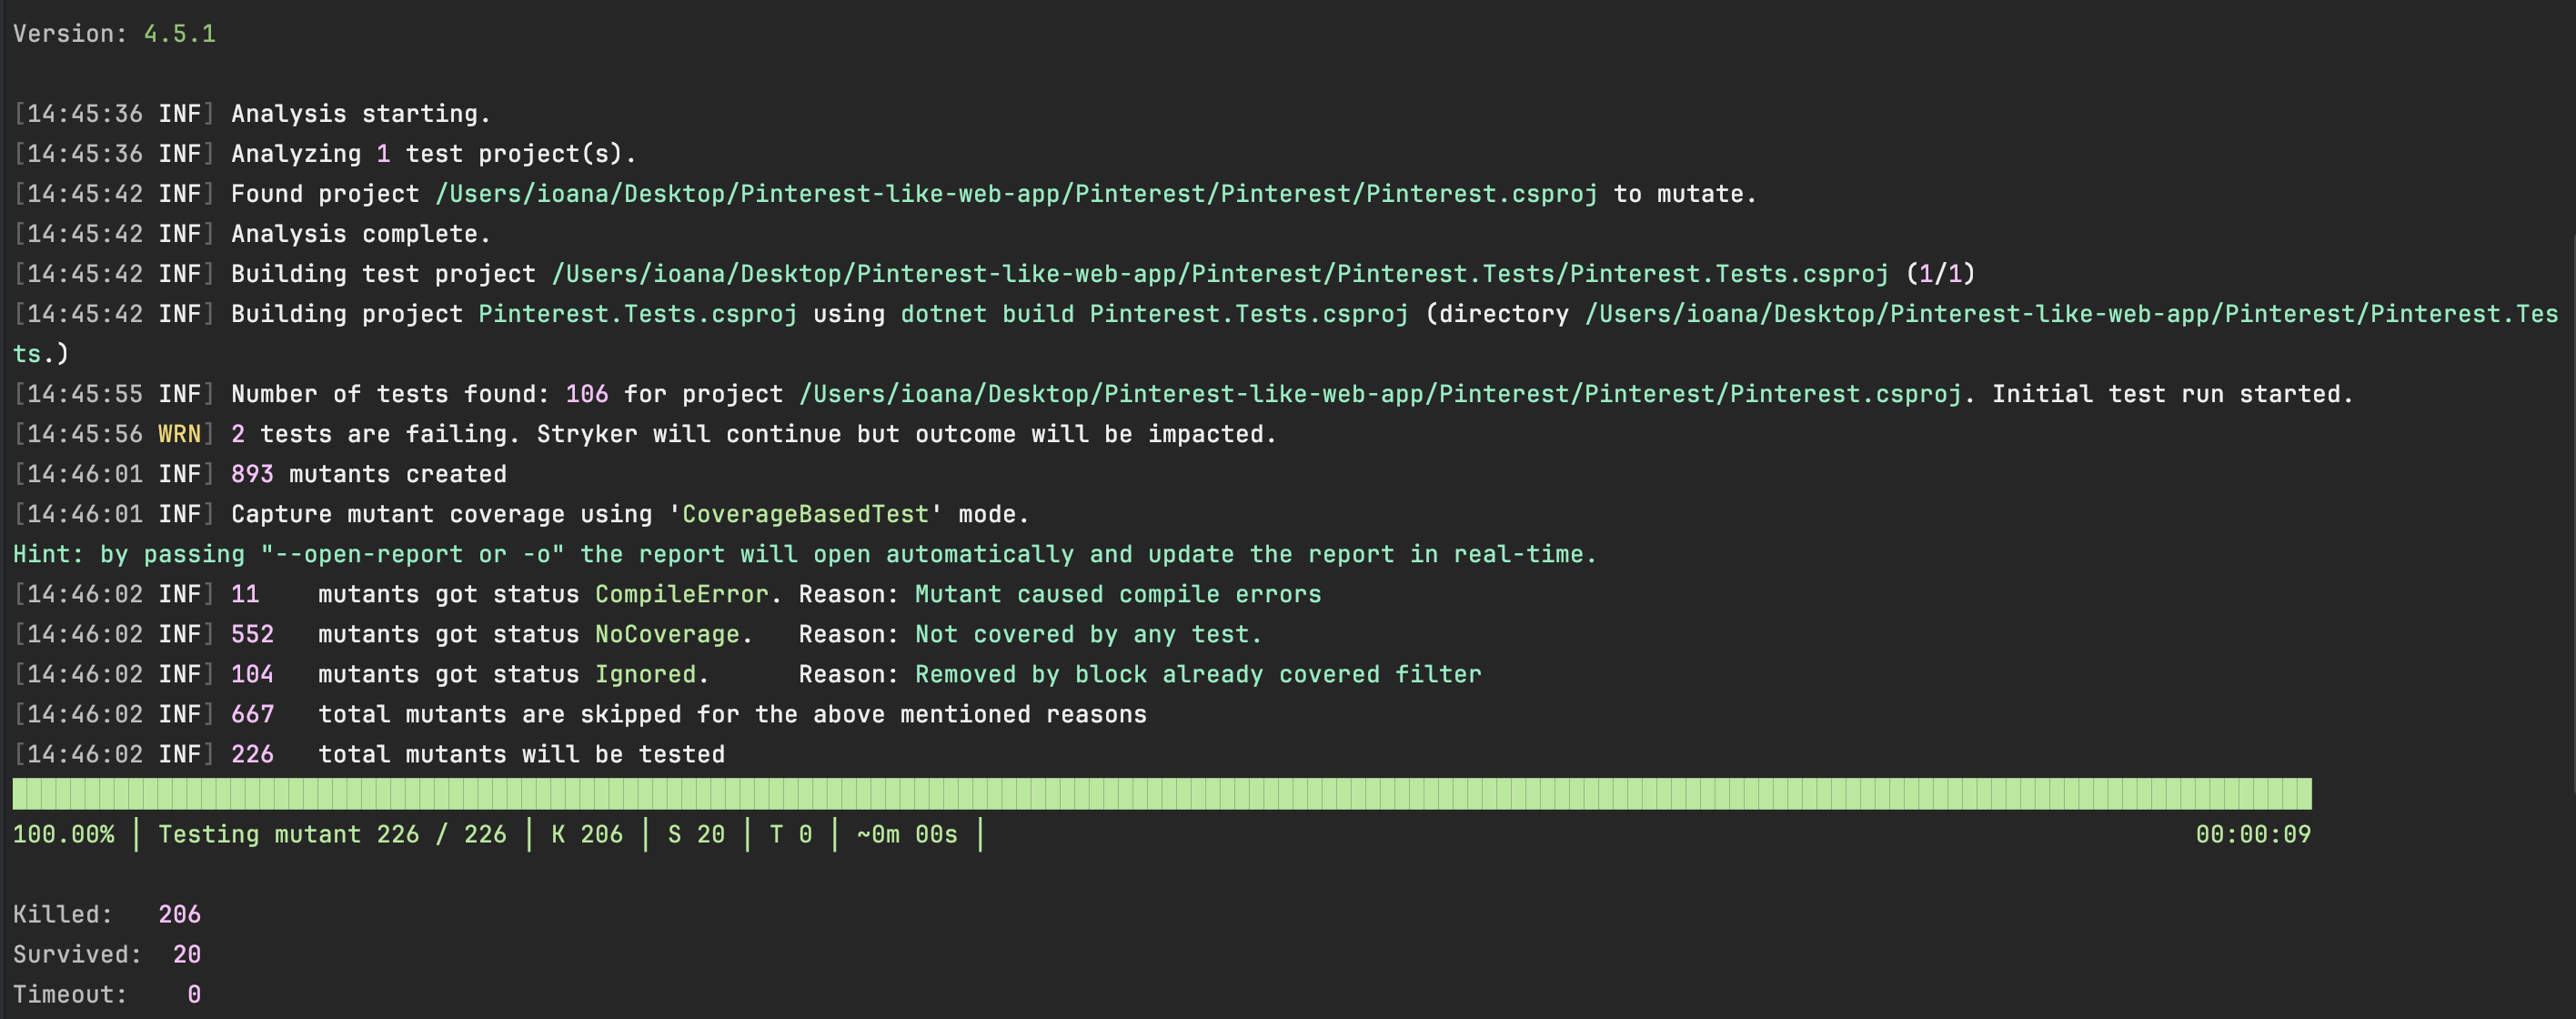 Version: 4.5.1
[14:45:36 INF] Analysis starting.
[14:45:36 INF] Analyzing 1 test project(s).
[14:45:42 INF] Found project /Users/ioana/Desktop/Pinterest-like-web-app/Pinterest/Pinterest/Pinterest.csproj to mutate.
[14:45:42 INF] Analysis complete.
[14:45:42 INF] Building test project /Users/ioana/Desktop/Pinterest-like-web-app/Pinterest/Pinterest.Tests/Pinterest.Tests.csproj (1/1)
[14:45:42 INF] Building project Pinterest.Tests.csproj using dotnet build Pinterest.Tests.csproj (directory /Users/ioana/Desktop/Pinterest-like-web-app/Pinterest/Pinterest.Tes
ts.)
[14:45:55 INF] Number of tests found: 106 for project /Users/ioana/Desktop/Pinterest-like-web-app/Pinterest/Pinterest/Pinterest.csproj. Initial test run started.
[14:45:56 WRN] 2 tests are failing. Stryker will continue but outcome will be impacted.
[14:46:01 INF] 893 mutants created
[14:46:01 INF] Capture mutant coverage using 'CoverageBasedTest' mode.
Hint: by passing "--open-report or -o" the report will open automatically and update the report in real-time.
[14:46:02 INF] 11    mutants got status CompileError. Reason: Mutant caused compile errors
[14:46:02 INF] 552   mutants got status NoCoverage.   Reason: Not covered by any test.
[14:46:02 INF] 104   mutants got status Ignored.      Reason: Removed by block already covered filter
[14:46:02 INF] 667   total mutants are skipped for the above mentioned reasons
[14:46:02 INF] 226   total mutants will be tested
100.00% │ Testing mutant 226 / 226 │ K 206 │ S 20 │ T 0 │ ~0m 00s │ 00:00:09
Killed:   206
Survived:  20
Timeout:    0